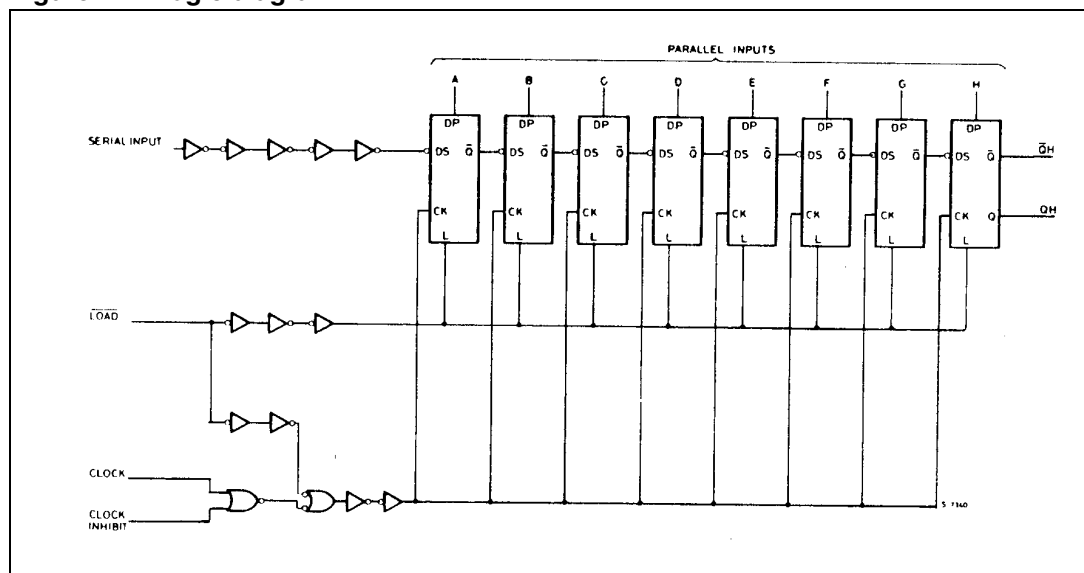 PARALLEL INPUTS
A B C D E F G H
SERIAL INPUT
DP DP DP DP DP DP DP DP
DS Q̅ DS Q̅ DS Q̅ DS Q̅ DS Q̅ DS Q̅ DS Q̅ DS Q̅ Q̅H
CK CK CK CK CK CK CK CK Q QH
L L L L L L L L
L̅O̅A̅D̅
CLOCK
CLOCK
INHIBIT